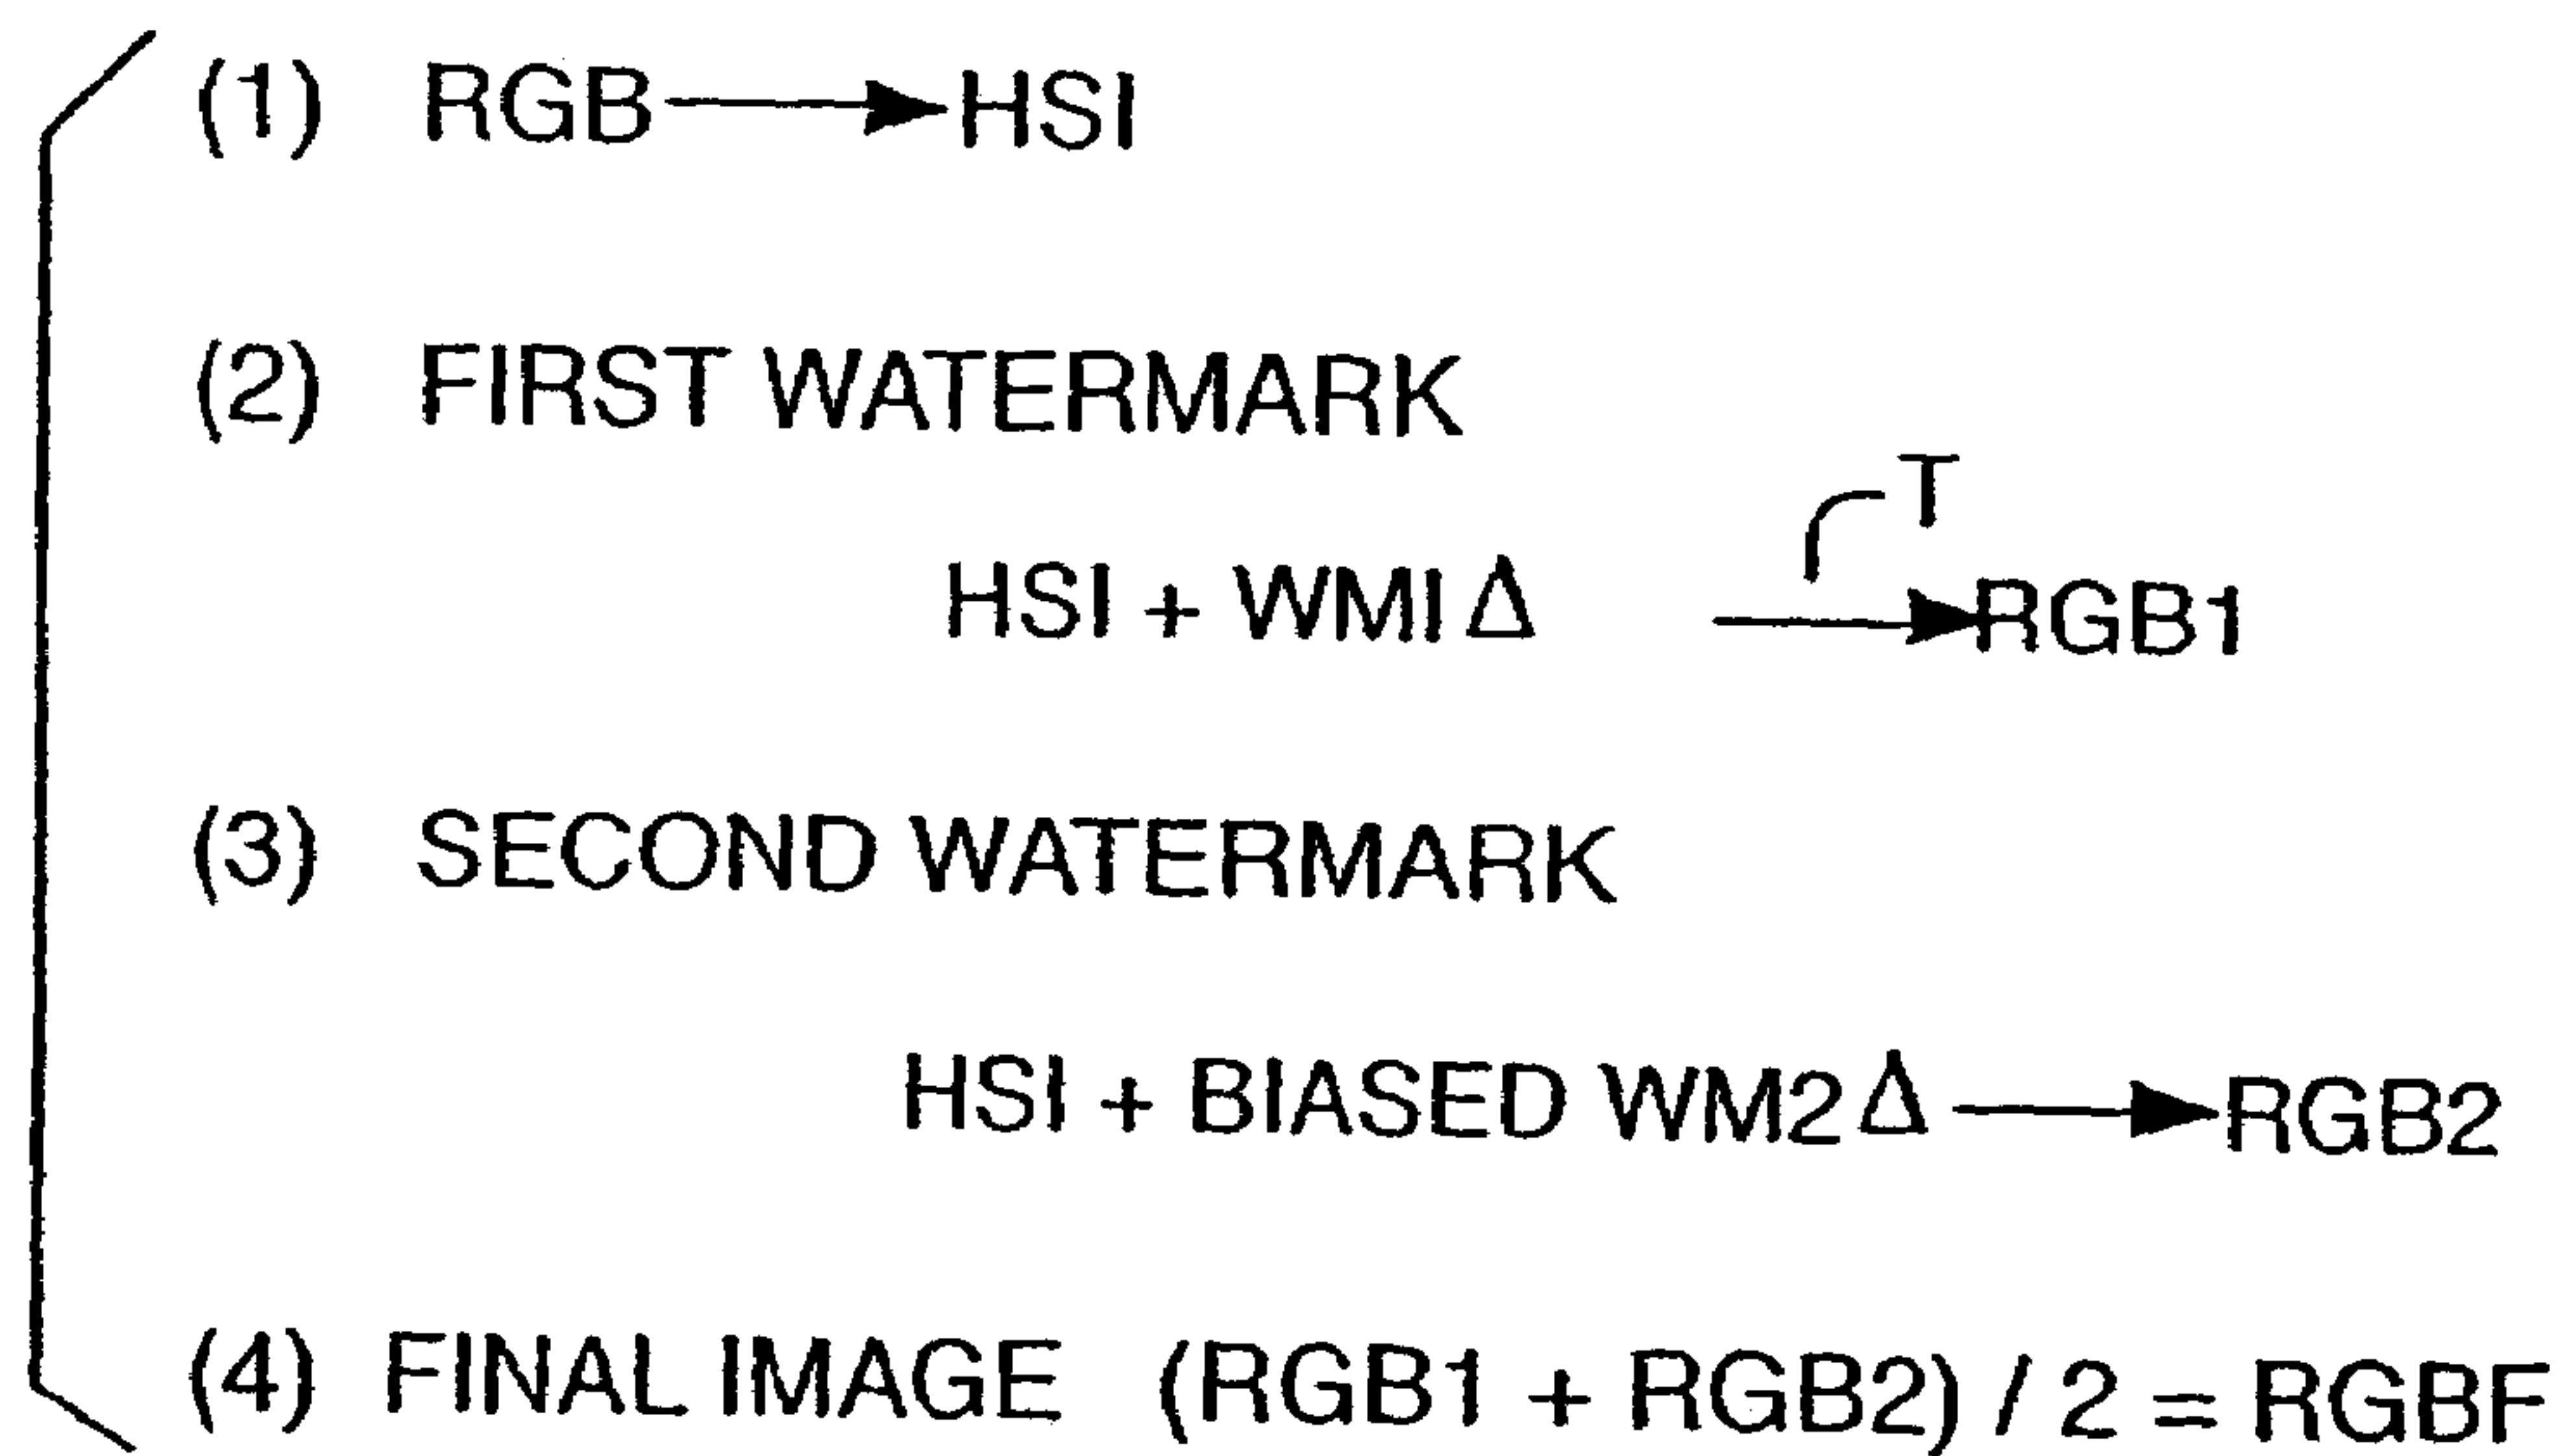 (1) RGB → HSI
(2) FIRST WATERMARK
T
HSI + WMI Δ → RGB1
(3) SECOND WATERMARK
HSI + BIASED WM2 Δ → RGB2
(4) FINAL IMAGE (RGB1 + RGB2) / 2 = RGBF